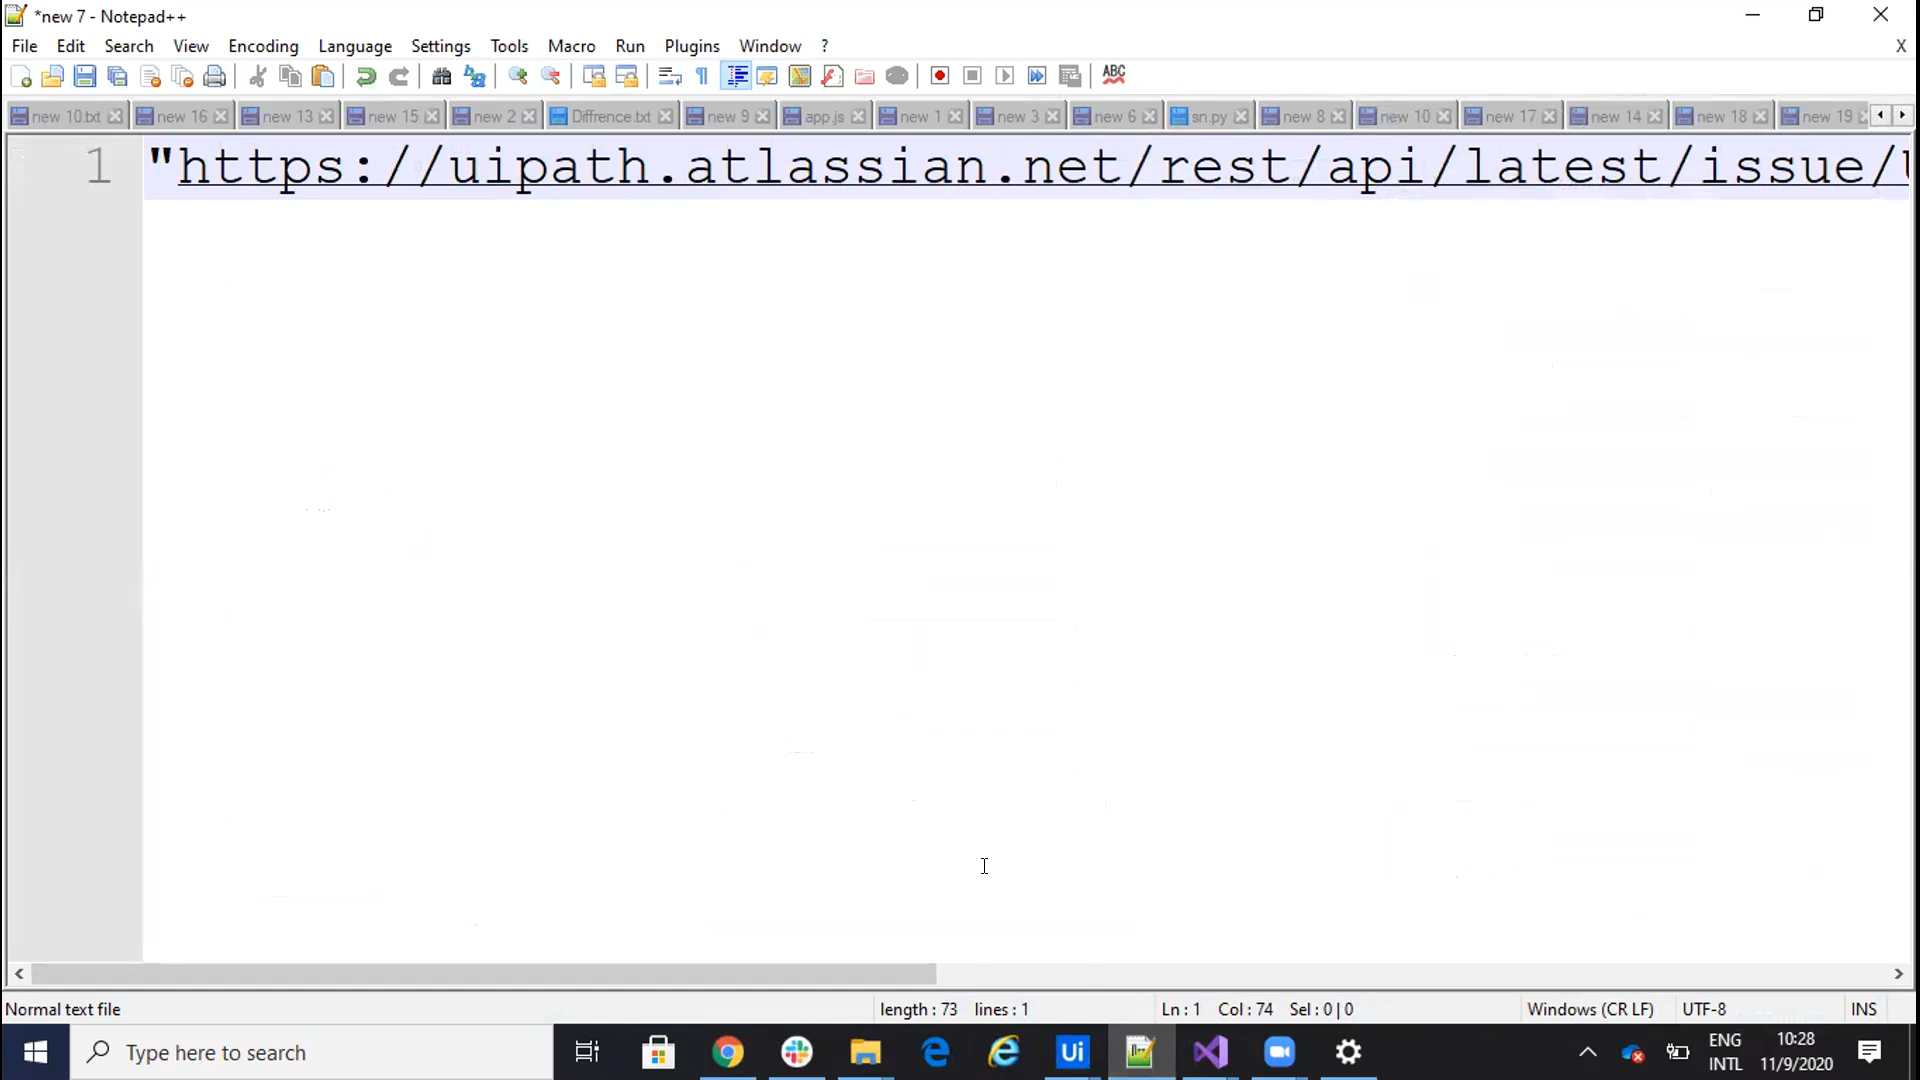 *new 7 - Notepad++
File Edit Search View Encoding Language Settings Tools Macro Run Plugins Window ? X
ABC
new 10.txt new 16 new 13 new 15 new 2 Diffrence.txt new 9 app.js new 1 new 3 new 6 sn.py new 8 new 10 new 17 new 14 new 18 new 19
1 "https://uipath.atlassian.net/rest/api/latest/issue/
Normal text file length : 73 lines : 1 Ln : 1 Col : 74 Sel : 0 | 0 Windows (CR LF) UTF-8 INS
Type here to search Ui ENG 10:28
INTL 11/9/2020